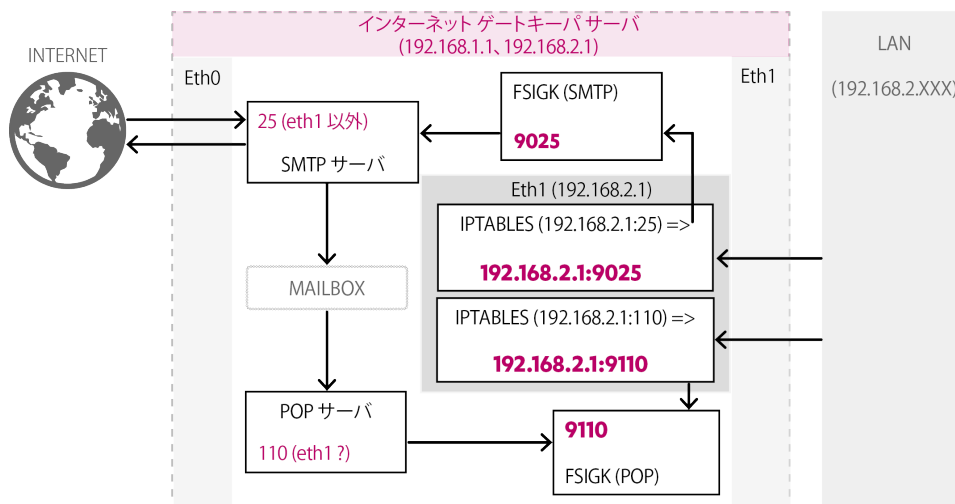 インターネット ゲートキーパ サーバ
(192.168.1.1、192.168.2.1)
INTERNET
Eth0
Eth1
LAN
(192.168.2.XXX)
FSIGK (SMTP)
9025
25 (eth1 以外)
SMTP サーバ
Eth1 (192.168.2.1)
IPTABLES (192.168.2.1:25) =>
192.168.2.1:9025
MAILBOX
IPTABLES (192.168.2.1:110) =>
192.168.2.1:9110
POP サーバ
110 (eth1 ?)
9110
FSIGK (POP)